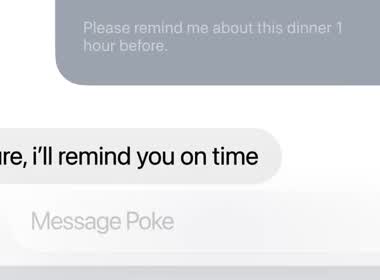 Please remind me about this dinner 1
hour before.
ure, i’ll remind you on time
Message Poke